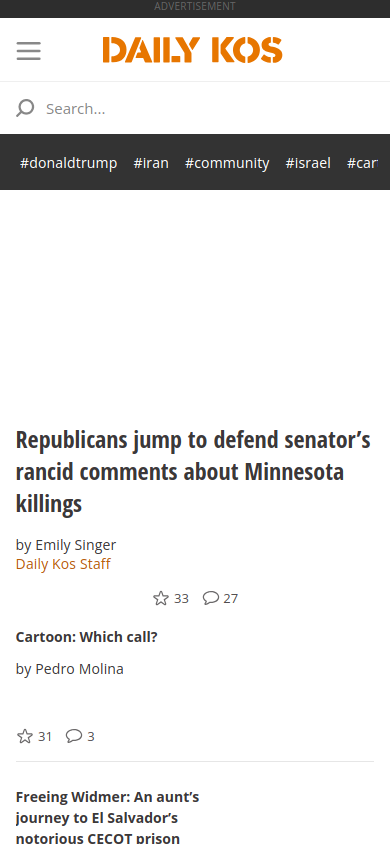 ADVERTISEMENT
DAILY KOS
Search...
#donaldtrump #iran #community #israel #car
Republicans jump to defend senator's
rancid comments about Minnesota
killings
by Emily Singer
Daily Kos Staff
33 27
Cartoon: Which call?
by Pedro Molina
31 3
Freeing Widmer: An aunt's
journey to El Salvador's
notorious CECOT prison